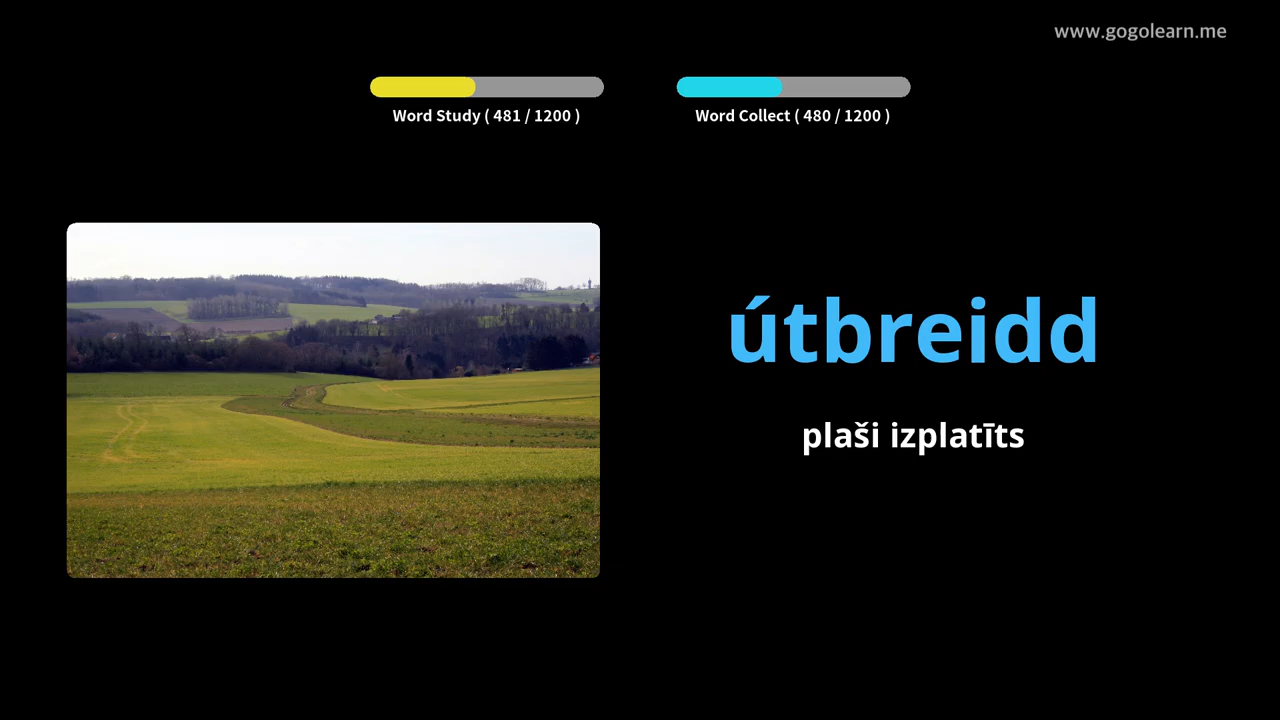 www.gogolearn.me
Word Study ( 481 / 1200 )
Word Collect ( 480 / 1200 )
útbreidd
plaši izplatīts